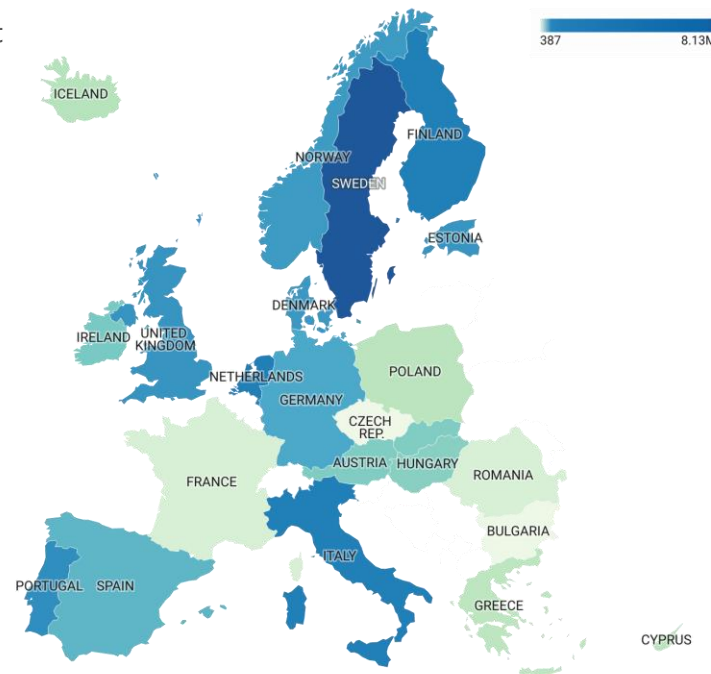 t
387
8.13M
ICELAND
FINLAND
NORWAY
SWEDEN
ESTONIA
DENMARK
IRELAND
UNITED
KINGDOM
NETHERLANDS
POLAND
GERMANY
CZECH
REP.
AUSTRIA
HUNGARY
ROMANIA
FRANCE
BULGARIA
ITALY
PORTUGAL
SPAIN
GREECE
CYPRUS